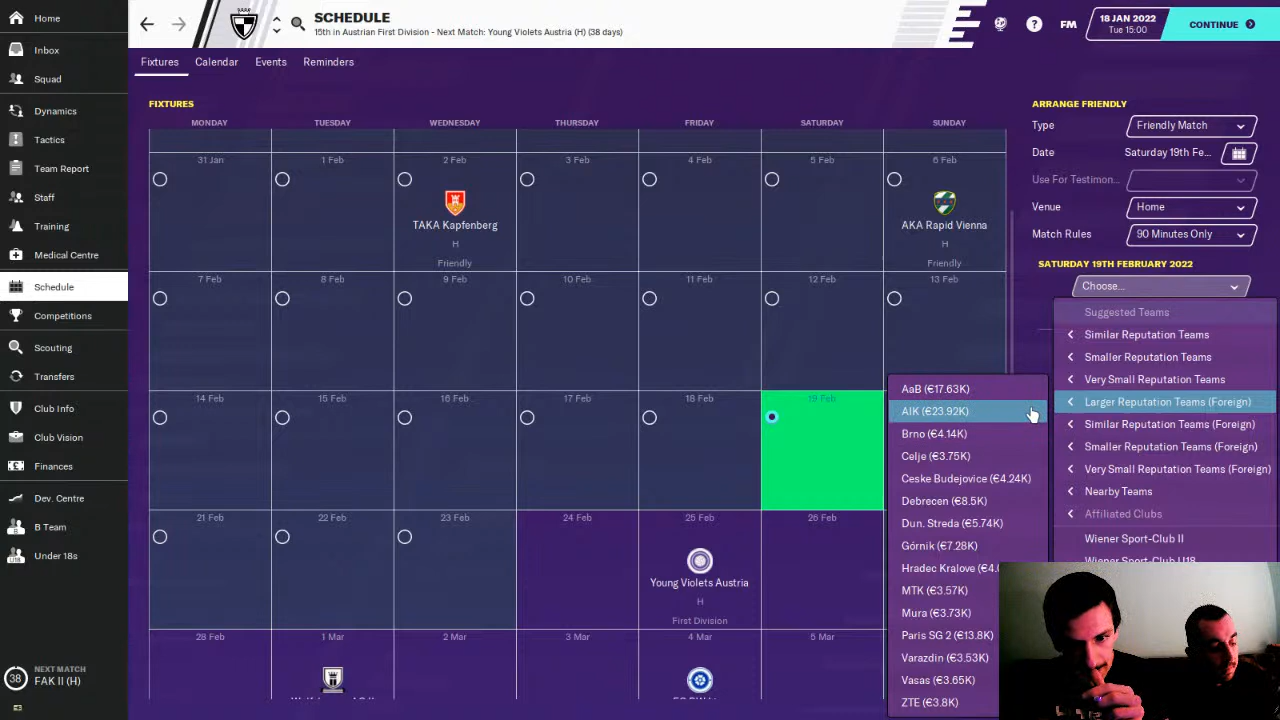 Home
Inbox
Squad
Dynamics
Tactics
Team Report
Staff
Training
Medical Centre
Schedule
Competitions
Scouting
Transfers
Club Info
Club Vision
Finances
Dev. Centre
B Team
Under 18s
38
NEXT MATCH
FAK II (H)
SCHEDULE
15th in Austrian First Division - Next Match: Young Violets Austria (H) (38 days)
?
FM
18 JAN 2022
Tue 15:00
CONTINUE
Fixtures Calendar Events Reminders
FIXTURES
MONDAY TUESDAY WEDNESDAY THURSDAY FRIDAY SATURDAY SUNDAY
31 Jan 1 Feb 2 Feb 3 Feb 4 Feb 5 Feb 6 Feb
TAKA Kapfenberg AKA Rapid Vienna
H H
Friendly Friendly
7 Feb 8 Feb 9 Feb 10 Feb 11 Feb 12 Feb 13 Feb
14 Feb 15 Feb 16 Feb 17 Feb 18 Feb 19 Feb
21 Feb 22 Feb 23 Feb 24 Feb 25 Feb 26 Feb
Young Violets Austria
H
First Division
28 Feb 1 Mar 2 Mar 3 Mar 4 Mar 5 Mar
ARRANGE FRIENDLY
Type Friendly Match
Date Saturday 19th Fe...
Use For Testimon...
Venue Home
Match Rules 90 Minutes Only
SATURDAY 19TH FEBRUARY 2022
Choose...
Suggested Teams
Similar Reputation Teams
Smaller Reputation Teams
Very Small Reputation Teams
Larger Reputation Teams (Foreign)
Similar Reputation Teams (Foreign)
Smaller Reputation Teams (Foreign)
Very Small Reputation Teams (Foreign)
Nearby Teams
Affiliated Clubs
Wiener Sport-Club II
Wiener Sport-Club U18
AaB (€17.63K)
AIK (€23.92K)
Brno (€4.14K)
Celje (€3.75K)
Ceske Budejovice (€4.24K)
Debrecen (€8.5K)
Dun. Streda (€5.74K)
Górnik (€7.28K)
Hradec Kralove
MTK (€3.57K)
Mura (€3.73K)
Paris SG 2 (€13.8K)
Varazdin (€3.53K)
Vasas (€3.65K)
ZTE (€3.8K)